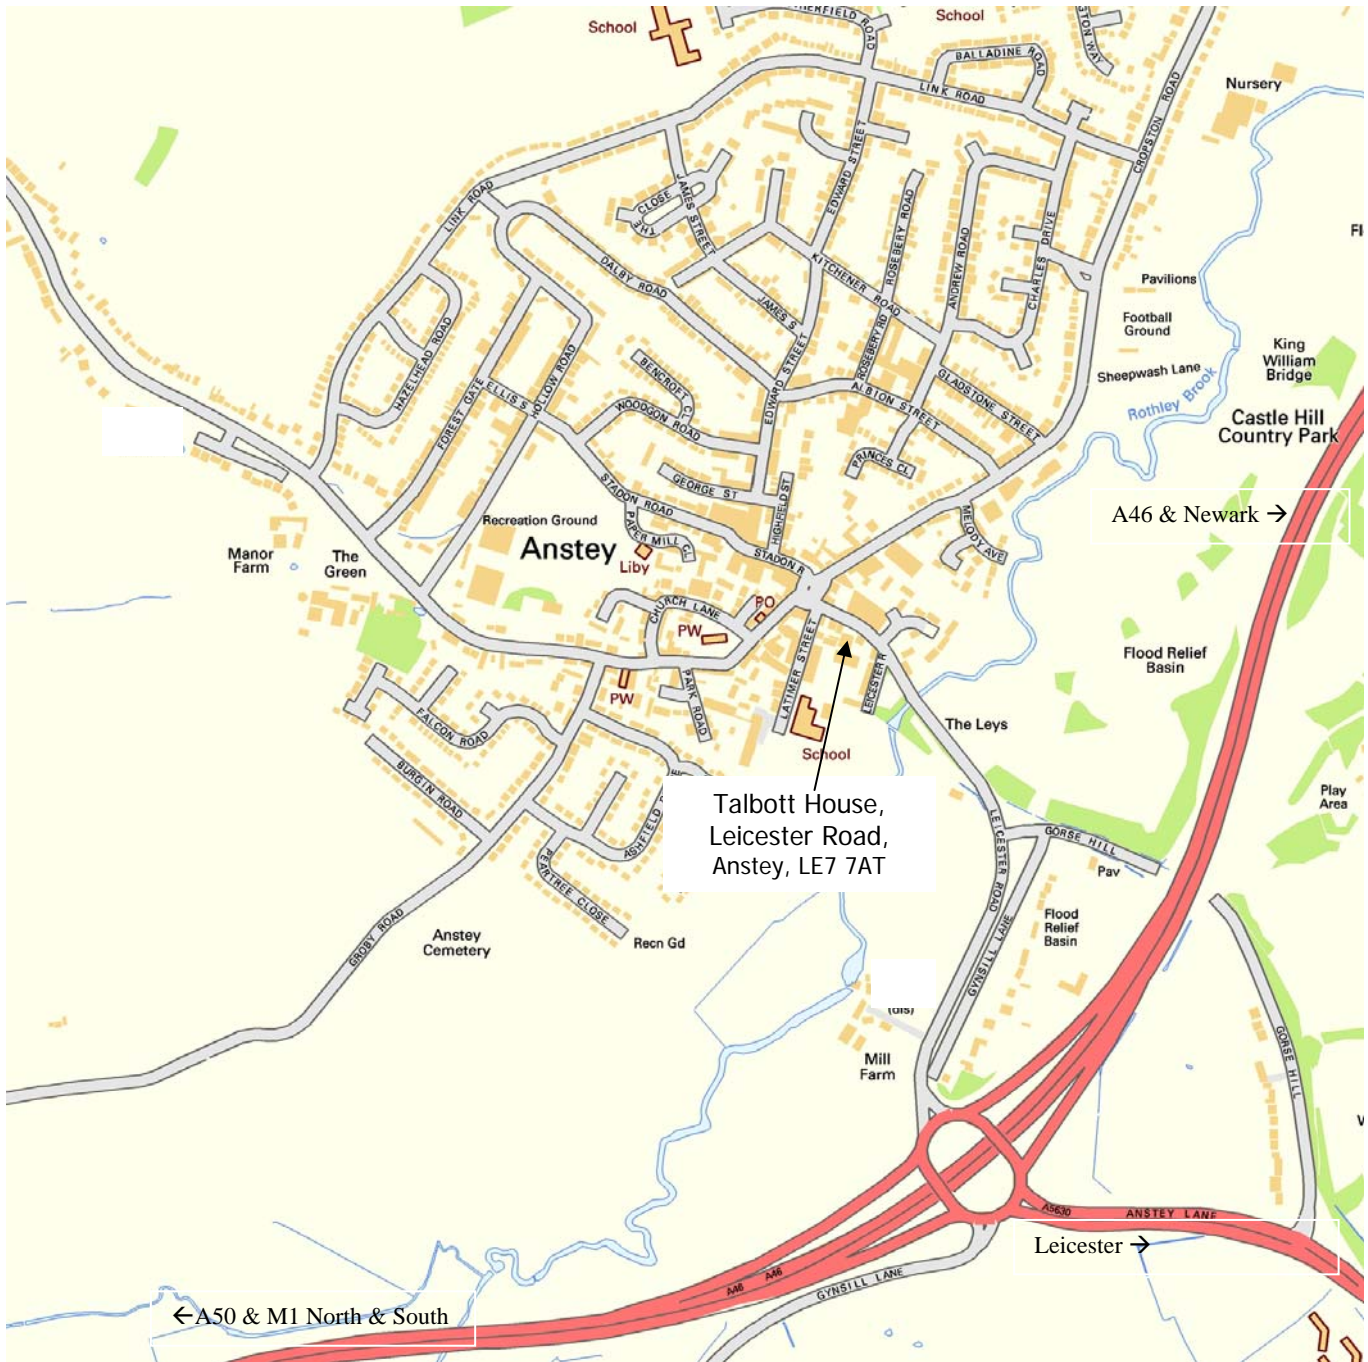 School
HERFIELD ROAD
School
GTON WAY
BALLADINE ROAD
LINK ROAD
Nursery
CROPSTON ROAD
EDWARD STREET
JAMES STREET
THE CLOSE
LINK ROAD
ROSEBERY ROAD
ANDREW ROAD
CHARLES DRIVE
KITCHENER ROAD
DALBY ROAD
JAMES S
Pavilions
Football
Ground
King
William
Bridge
Sheepwash Lane
Rothley Brook
Castle Hill
Country Park
HAZELHEAD ROAD
FOREST GATE
ELLIS S
HOLLOW ROAD
BENCROFT CL
WOODGON ROAD
EDWARD STREET
ROSEBERY RD
ALBION STREET
GLADSTONE STREET
PRINCES CL
GEORGE ST
HIGHFIELD ST
STADON ROAD
PAPER MILL CL
STADON R
MELODY AVE
A46 & Newark →
Recreation Ground
Anstey
Liby
Manor
Farm
The
Green
CHURCH LANE
PO
PW
PW
PARK ROAD
LATIMER STREET
LEICESTER R
School
Flood Relief
Basin
The Leys
FALCON ROAD
BURGIN ROAD
Talbott House,
Leicester Road,
Anstey, LE7 7AT
Play
Area
LEICESTER ROAD
GORSE HILL
Pav
GYNSILL LANE
Flood
Relief
Basin
ASHFIELD
PEARTREE CLOSE
Recn Gd
GROBY ROAD
Anstey
Cemetery
(dis)
Mill
Farm
GORSE HILL
A5630
ANSTEY LANE
Leicester →
A46
A46
GYNSILL LANE
←A50 & M1 North & South